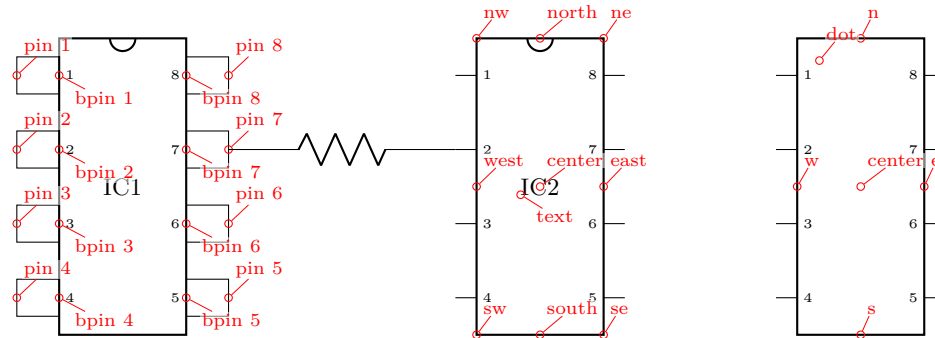 nw north ne n
pin 1 pin 8 dot
1 8 1 8 1 8
bpin 1 bpin 8
pin 2 pin 7
2 7 2 7 2 7
bpin 2 bpin 7 west center east w center e
IC1 IC2
pin 3 pin 6 text
3 6 3 6 3 6
bpin 3 bpin 6
pin 4 pin 5
4 5 4 5 4 5
bpin 4 bpin 5 sw south se s